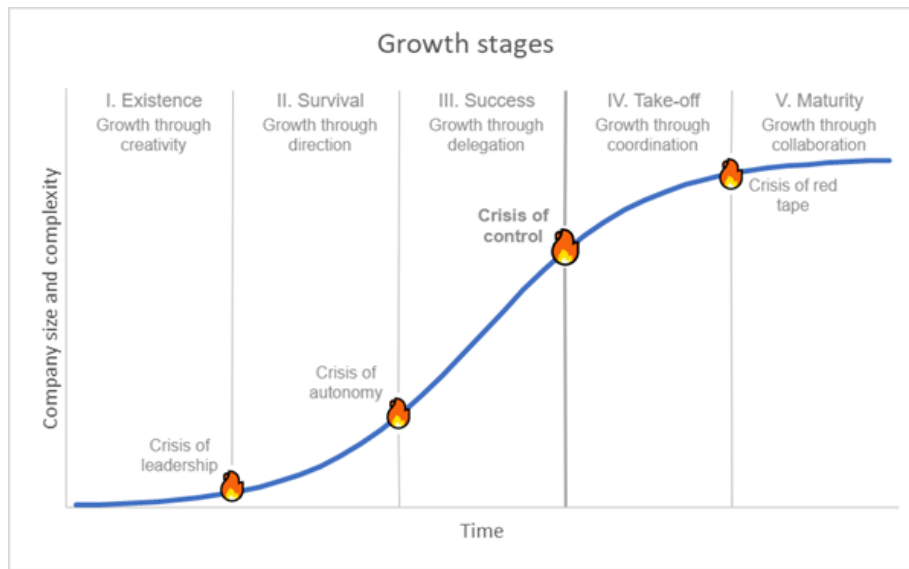 Growth stages
I. Existence
Growth through
creativity
II. Survival
Growth through
direction
III. Success
Growth through
delegation
IV. Take-off
Growth through
coordination
V. Maturity
Growth through
collaboration
Crisis of red
tape
Crisis of
control
Crisis of
autonomy
Crisis of
leadership
Company size and complexity
Time